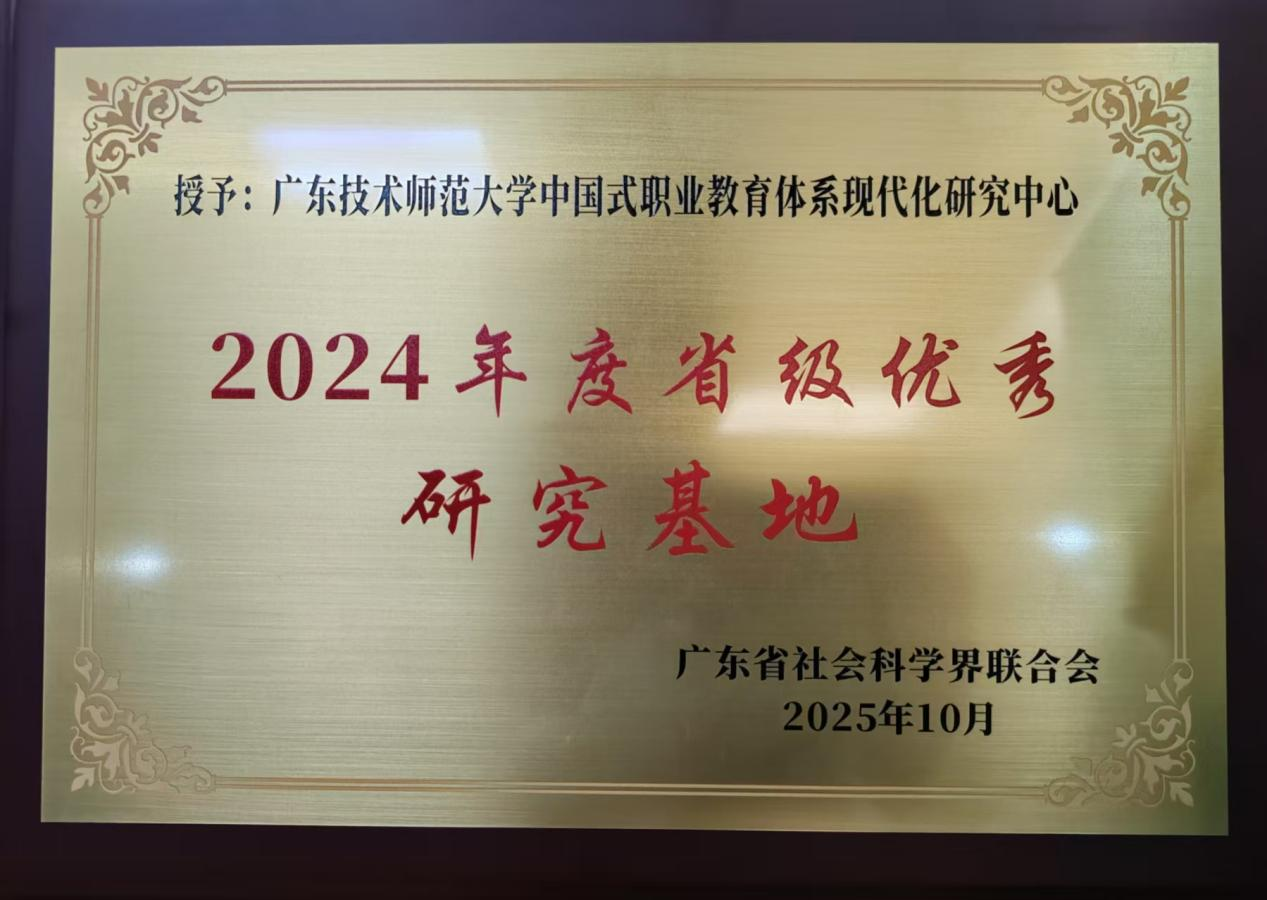 授予：广东技术师范大学中国式职业教育体系现代化研究中心
2024年度省级优秀
研究基地
广东省社会科学界联合会
2025年10月